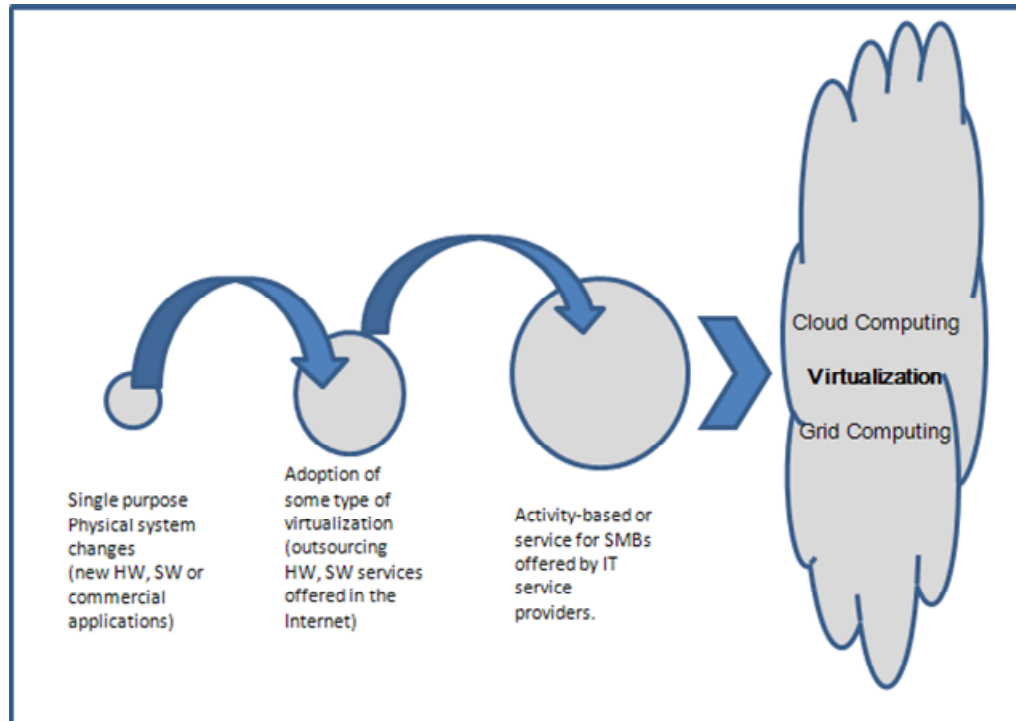 Single purpose
Physical system
changes
(new HW, SW or
commercial
applications)
Adoption of
some type of
virtualization
(outsourcing
HW, SW services
offered in the
Internet)
Activity-based or
service for SMBs
offered by IT
service
providers.
Cloud Computing
Virtualization
Grid Computing